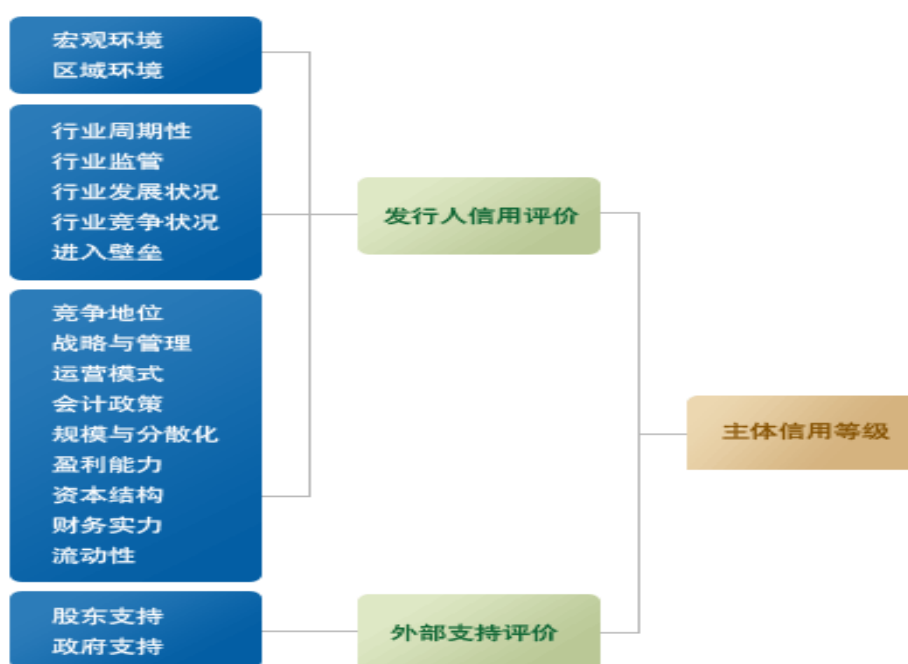 宏观环境
区域环境
行业周期性
行业监管
行业发展状况
行业竞争状况
进入壁垒
竞争地位
战略与管理
运营模式
会计政策
规模与分散化
盈利能力
资本结构
财务实力
流动性
股东支持
政府支持
发行人信用评价
外部支持评价
主体信用等级